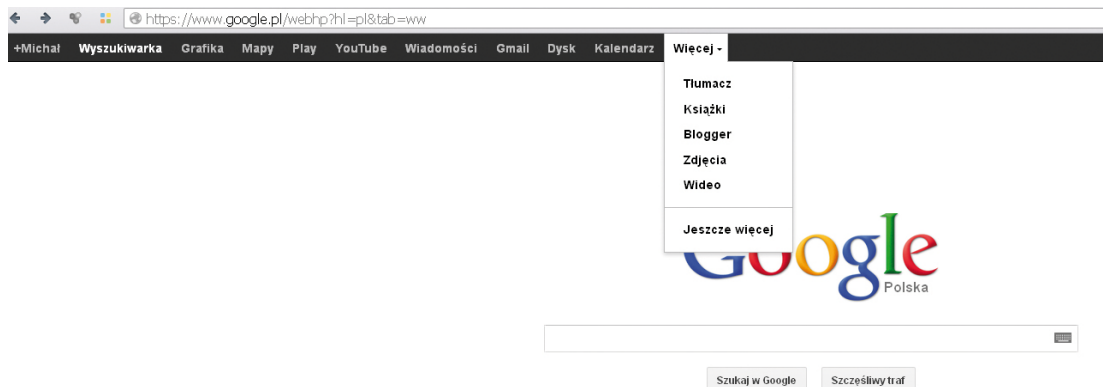 https://www.google.pl/webhp?hl=pl&tab=ww
+Michał Wyszukiwarka Grafika Mapy Play YouTube Wiadomości Gmail Dysk Kalendarz Więcej
Tłumacz
Książki
Blogger
Zdjęcia
Wideo
Jeszcze więcej
Google
Polska
Szukaj w Google Szczęśliwy traf